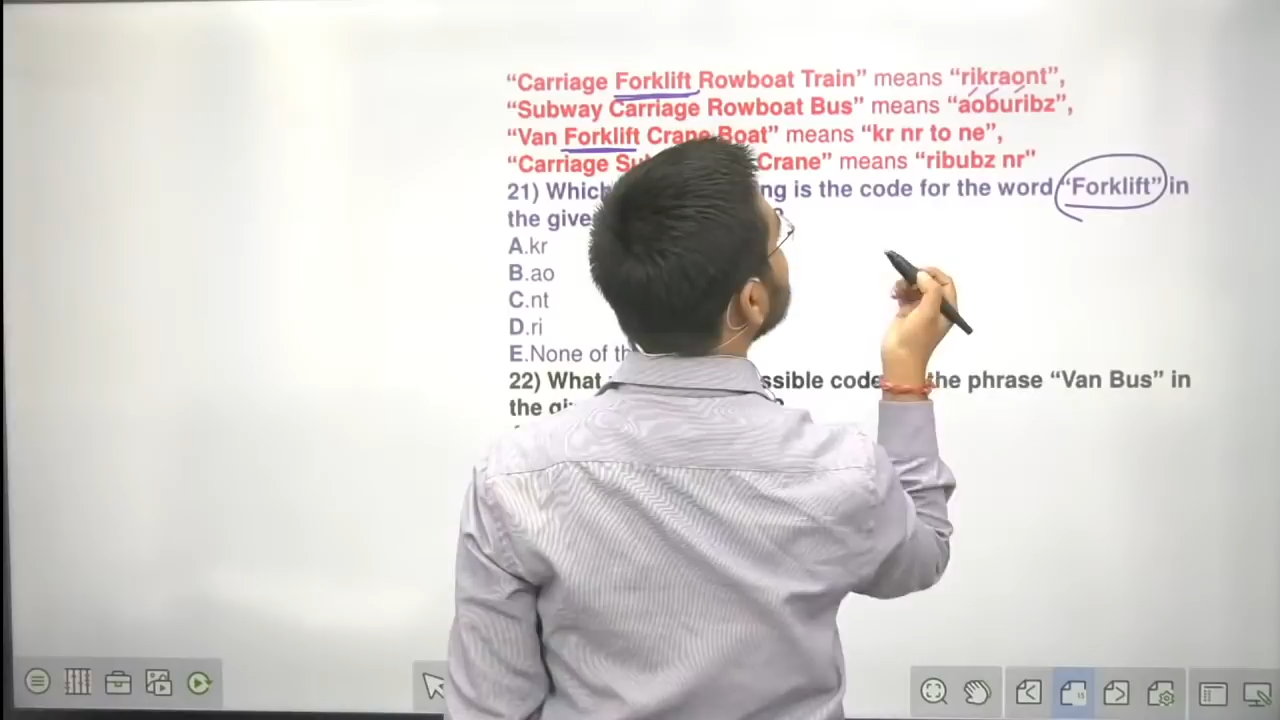 “Carriage Forklift Rowboat Train” means “rikraont”,
“Subway Carriage Rowboat Bus” means “aoburibz”,
“Van Forklift Crane Boat” means “kr nr to ne”,
“Carriage Crane” means “ribubz nr”
21) is the code for the word “Forklift” in
the
A.kr
B.ao
C.nt
D.ri
E.None of
22) What code the phrase “Van Bus” in
the